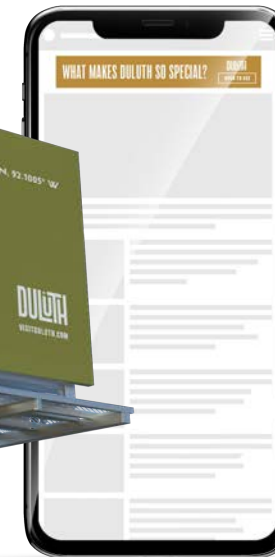 WHAT MAKES DULUTH SO SPECIAL?
DULUTH
N, 92.1005° W
DULUTH
VISITDULUTH.COM